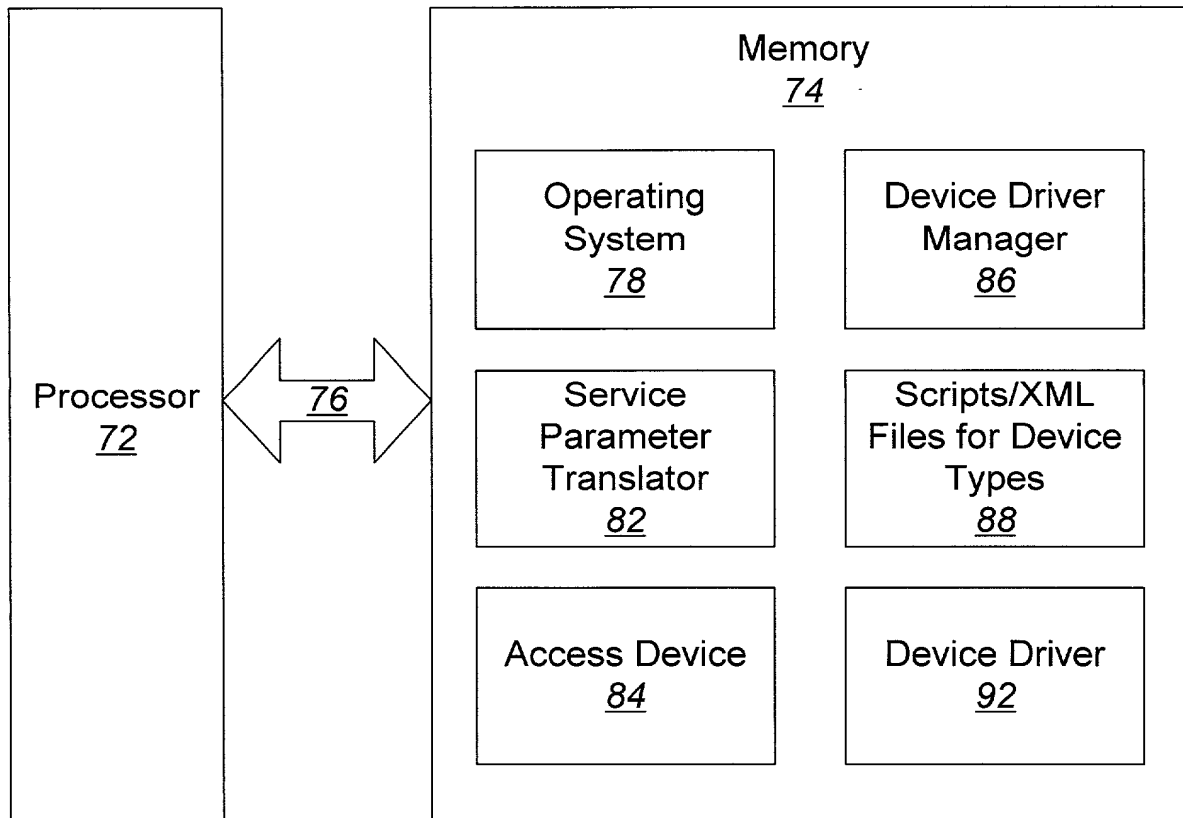 Processor
72
76
Memory
74
Operating
System
78
Device Driver
Manager
86
Service
Parameter
Translator
82
Scripts/XML
Files for Device
Types
88
Access Device
84
Device Driver
92